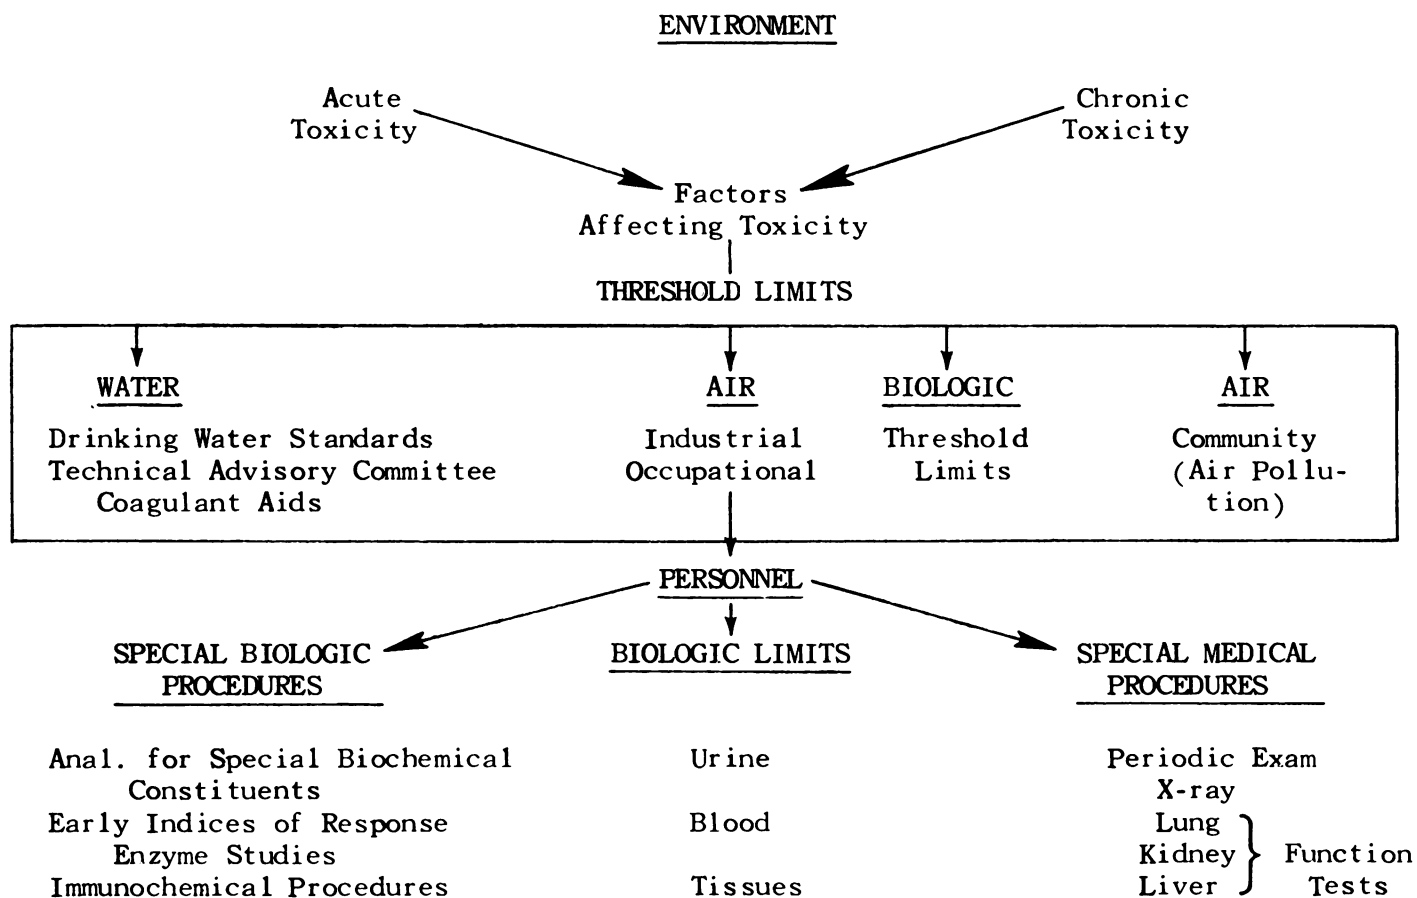 ENVIRONMENT
Acute
Toxicity
Chronic
Toxicity
Factors
Affecting Toxicity
THRESHOLD LIMITS
WATER
Drinking Water Standards
Technical Advisory Committee
Coagulant Aids
AIR
Industrial
Occupational
BIOLOGIC
Threshold
Limits
AIR
Community
(Air Pollu-
tion)
PERSONNEL
SPECIAL BIOLOGIC
PROCEDURES
Anal. for Special Biochemical
Constituents
Early Indices of Response
Enzyme Studies
Immunochemical Procedures
BIOLOGIC LIMITS
Urine
Blood
Tissues
SPECIAL MEDICAL
PROCEDURES
Periodic Exam
X-ray
Lung
Kidney
Liver
Function
Tests